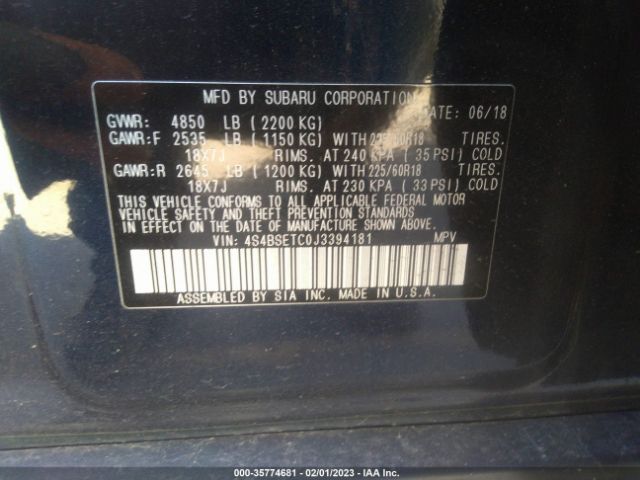 MFD BY SUBARU CORPORATION DATE: 06/18
GVWR: 4850 LB (2200 KG)
GAWR:F 2535 LB (1150 KG) WITH 225/60R18 TIRES.
18X7J RIMS. AT 240 KPA (35 PSI) COLD
GAWR:R 2645 LB (1200 KG) WITH 225/60R18 TIRES.
18X7J RIMS. AT 230 KPA (33 PSI) COLD
THIS VEHICLE CONFORMS TO ALL APPLICABLE FEDERAL MOTOR
VEHICLE SAFETY AND THEFT PREVENTION STANDARDS
IN EFFECT ON THE DATE OF MANUFACTURE SHOWN ABOVE.
VIN: 4S4BSETC0J3394181 MPV
ASSEMBLED BY SIA INC. MADE IN U.S.A.
000-35774681 - 02/01/2023 - IAA Inc.